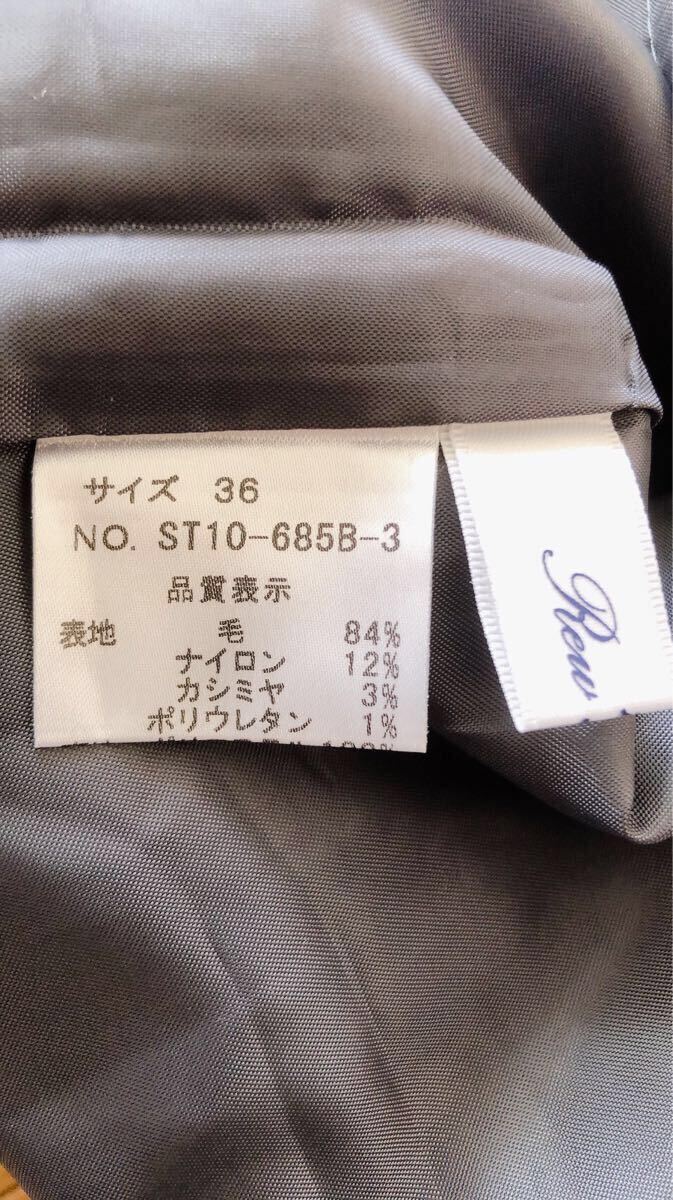 サイズ 36
NO. ST10-685B-3
品質表示
表地 毛 84%
ナイロン 12%
カシミヤ 3%
ポリウレタン 1%
Rew